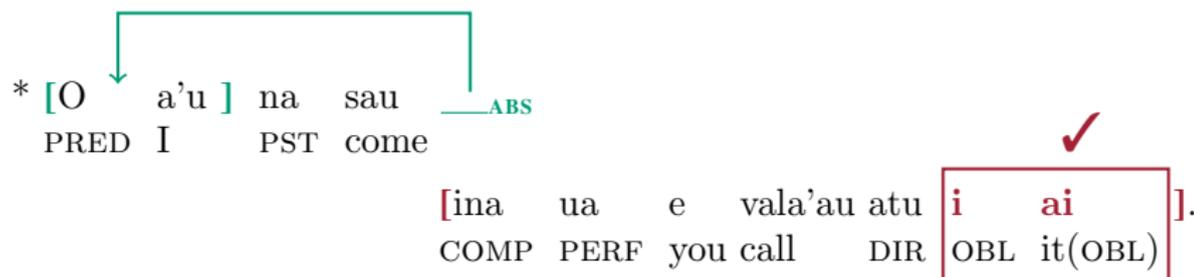 * [O a'u ] na sau ___ABS
PRED I PST come
✓
[ina ua e vala'au atu i ai ].
COMP PERF you call DIR OBL it(OBL)